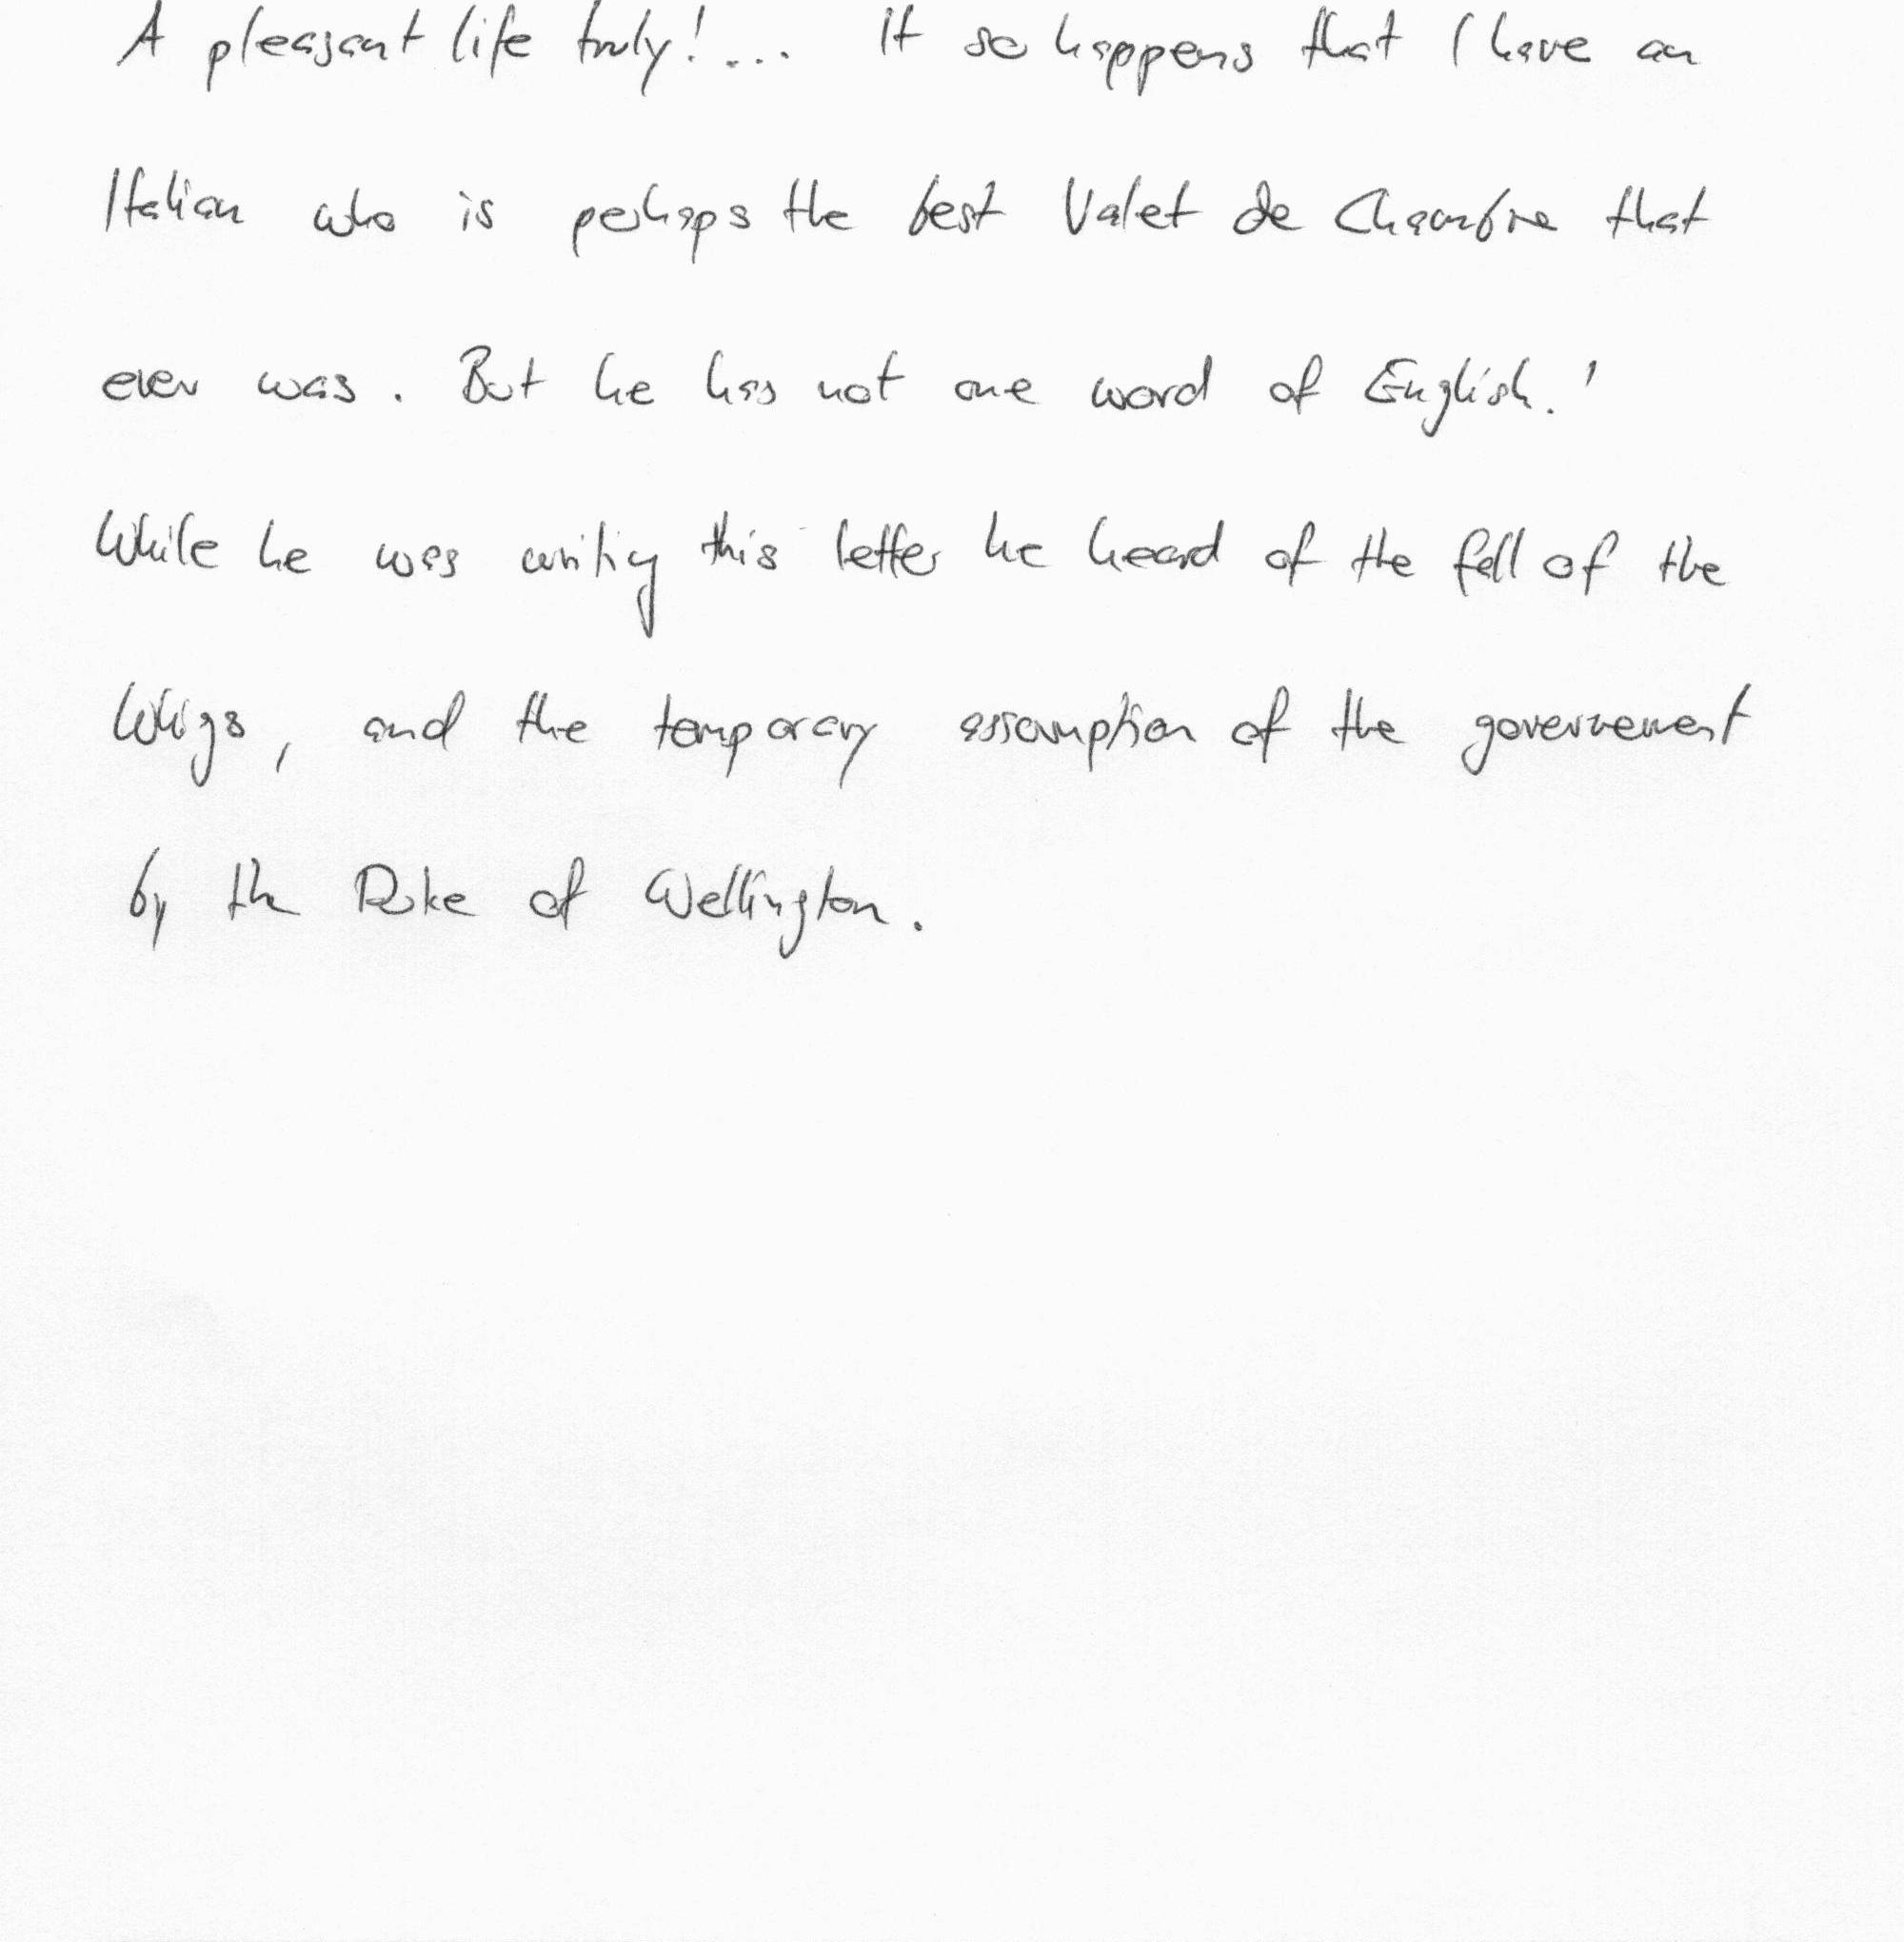 A pleasant life truly!... It so happens that I have an
Italian who is perhaps the best Valet de Chambre that
ever was. But he has not one word of English.'
While he was writing this letter he heard of the fall of the
Whigs, and the temporary assumption of the government
by the Duke of Wellington.